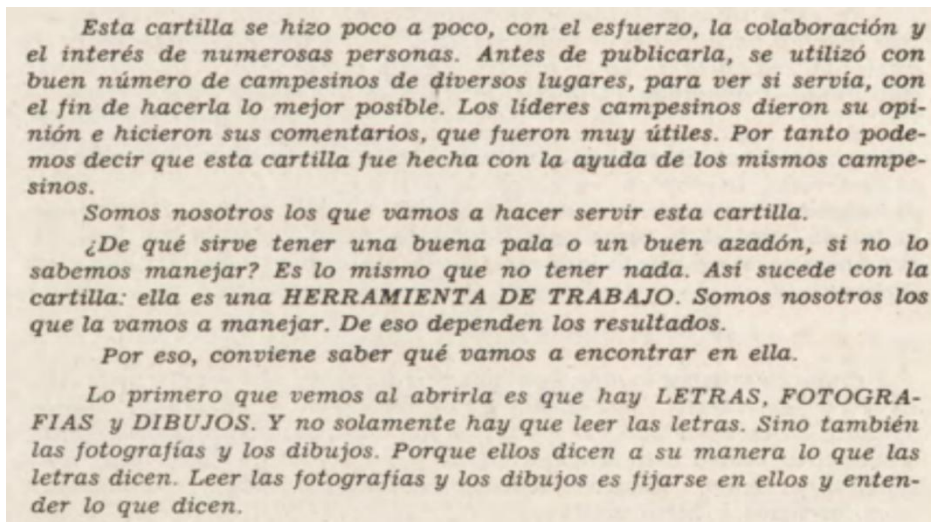 Esta cartilla se hizo poco a poco, con el esfuerzo, la colaboración y
el interés de numerosas personas. Antes de publicarla, se utilizó con
buen número de campesinos de diversos lugares, para ver si servía, con
el fin de hacerla lo mejor posible. Los líderes campesinos dieron su opi-
nión e hicieron sus comentarios, que fueron muy útiles. Por tanto pode-
mos decir que esta cartilla fue hecha con la ayuda de los mismos campe-
sinos.
Somos nosotros los que vamos a hacer servir esta cartilla.
¿De qué sirve tener una buena pala o un buen azadón, si no lo
sabemos manejar? Es lo mismo que no tener nada. Así sucede con la
cartilla: ella es una HERRAMIENTA DE TRABAJO. Somos nosotros los
que la vamos a manejar. De eso dependen los resultados.
Por eso, conviene saber qué vamos a encontrar en ella.
Lo primero que vemos al abrirla es que hay LETRAS, FOTOGRA-
FIAS y DIBUJOS. Y no solamente hay que leer las letras. Sino también
las fotografías y los dibujos. Porque ellos dicen a su manera lo que las
letras dicen. Leer las fotografías y los dibujos es fijarse en ellos y enten-
der lo que dicen.